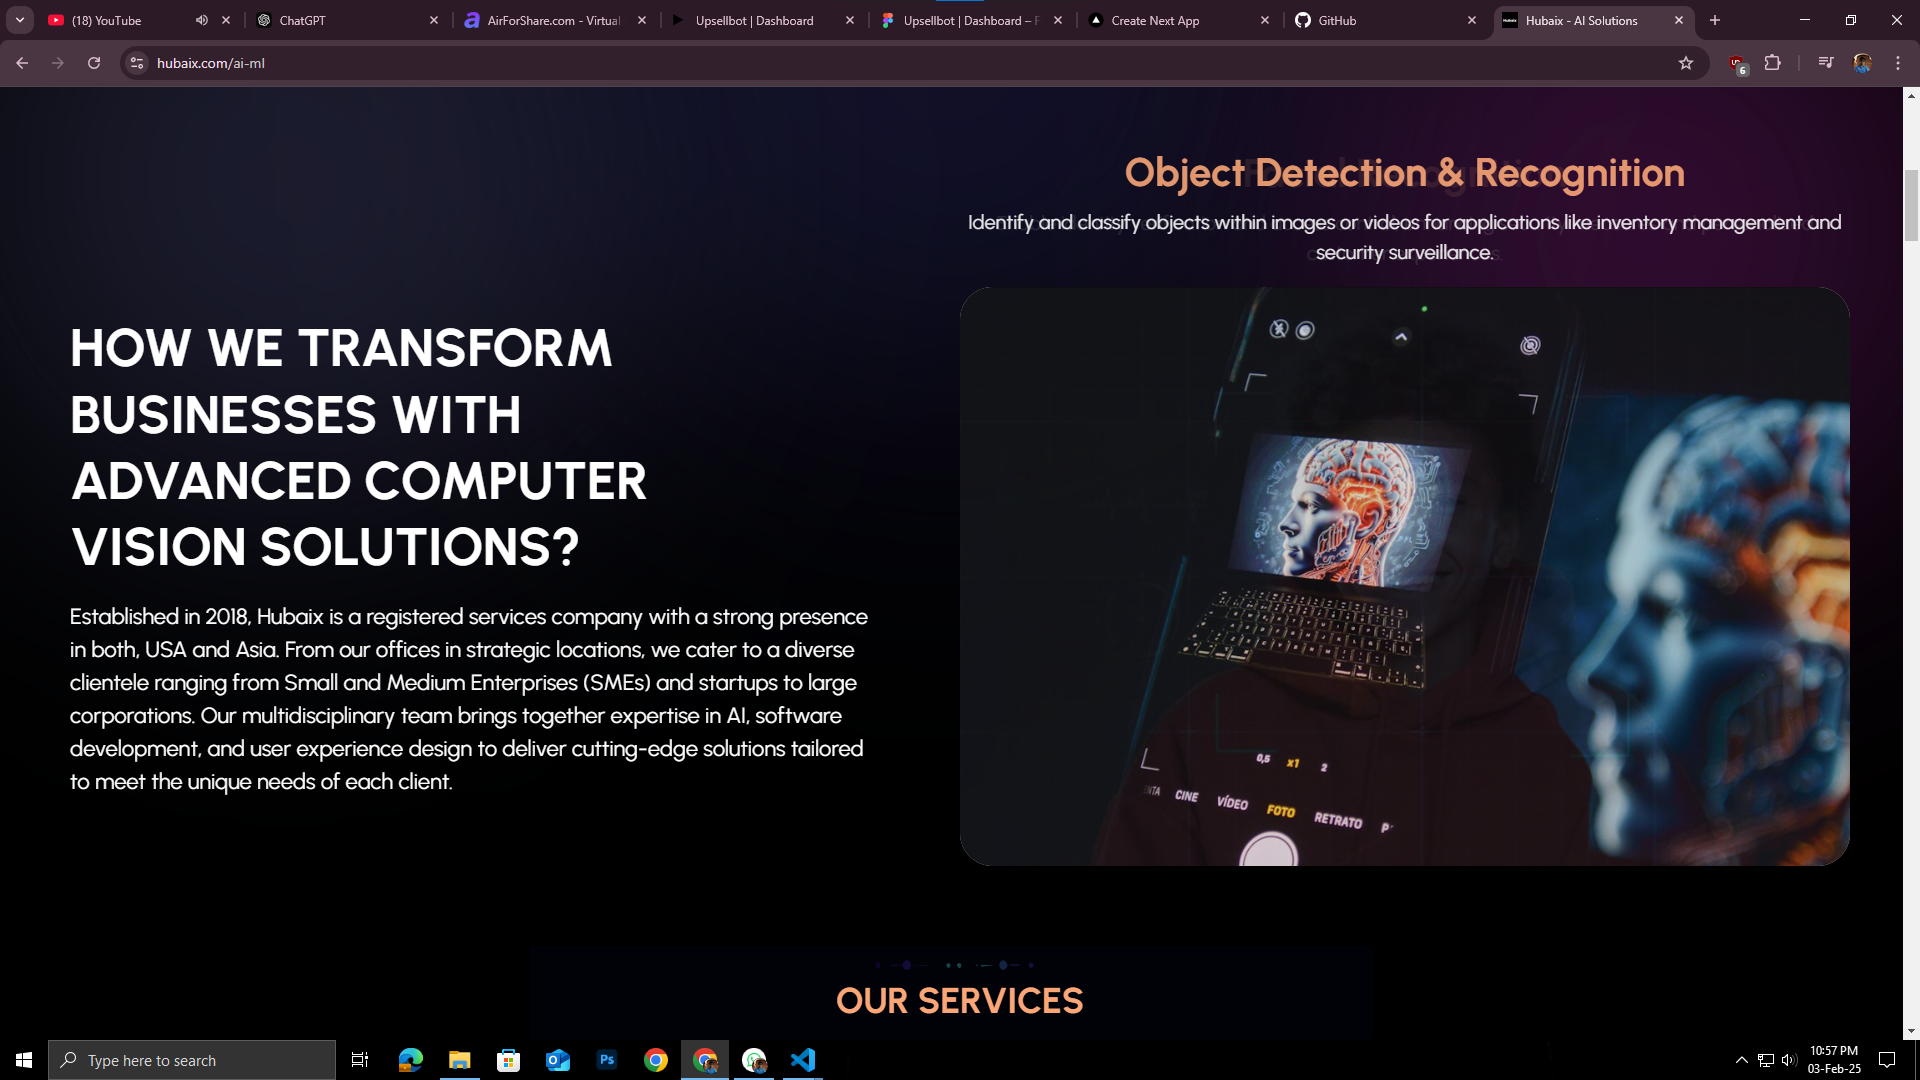 (18) YouTube
ChatGPT
AirForShare.com - Virtual
Upsellbot | Dashboard
Upsellbot | Dashboard – F
Create Next App
GitHub
Hubaix - AI Solutions
hubaix.com/ai-ml
6
Object Detection & Recognition
Identify and classify objects within images or videos for applications like inventory management and
security surveillance.
HOW WE TRANSFORM
BUSINESSES WITH
ADVANCED COMPUTER
VISION SOLUTIONS?
Established in 2018, Hubaix is a registered services company with a strong presence
in both, USA and Asia. From our offices in strategic locations, we cater to a diverse
clientele ranging from Small and Medium Enterprises (SMEs) and startups to large
corporations. Our multidisciplinary team brings together expertise in AI, software
development, and user experience design to deliver cutting-edge solutions tailored
to meet the unique needs of each client.
0,5 x1 2
ENTA CINE VÍDEO FOTO RETRATO P
OUR SERVICES
Type here to search
Ps
10:57 PM
03-Feb-25